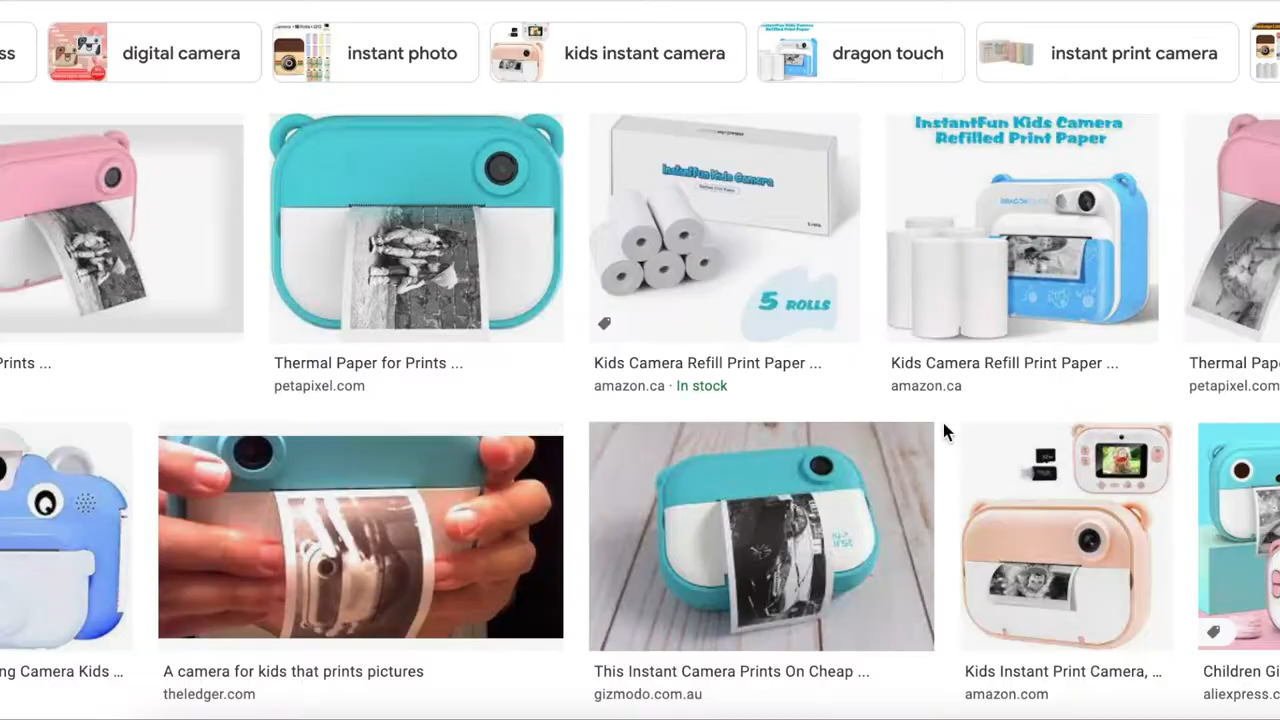 ss
digital camera
instant photo
kids instant camera
dragon touch
instant print camera
InstantFun Kids Camera
5 ROLLS
InstantFun Kids Camera
Refilled Print Paper
Prints ...
Thermal Paper for Prints ...
petapixel.com
Kids Camera Refill Print Paper ...
amazon.ca · In stock
Kids Camera Refill Print Paper ...
amazon.ca
Thermal Pap
petapixel.com
ng Camera Kids ...
A camera for kids that prints pictures
theledger.com
This Instant Camera Prints On Cheap ...
gizmodo.com.au
Kids Instant Print Camera, ...
amazon.com
Children Gi
aliexpress.c